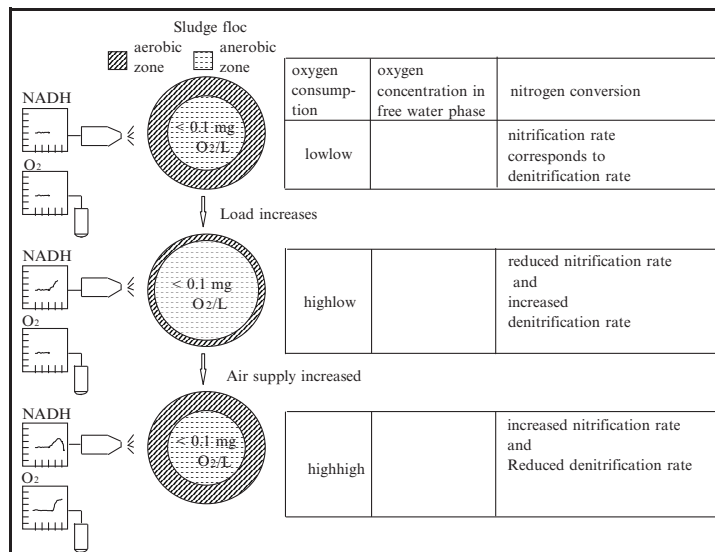 Sludge floc
aerobic zone
anerobic zone
oxygen consump- tion
oxygen concentration in free water phase
nitrogen conversion
NADH
< 0.1 mg
O2/L
lowlow
nitrification rate
corresponds to
denitrification rate
O2
Load increases
NADH
< 0.1 mg
O2/L
highlow
reduced nitrification rate
and
increased
denitrification rate
O2
Air supply increased
NADH
< 0.1 mg
O2/L
highhigh
increased nitrification rate
and
Reduced denitrification rate
O2